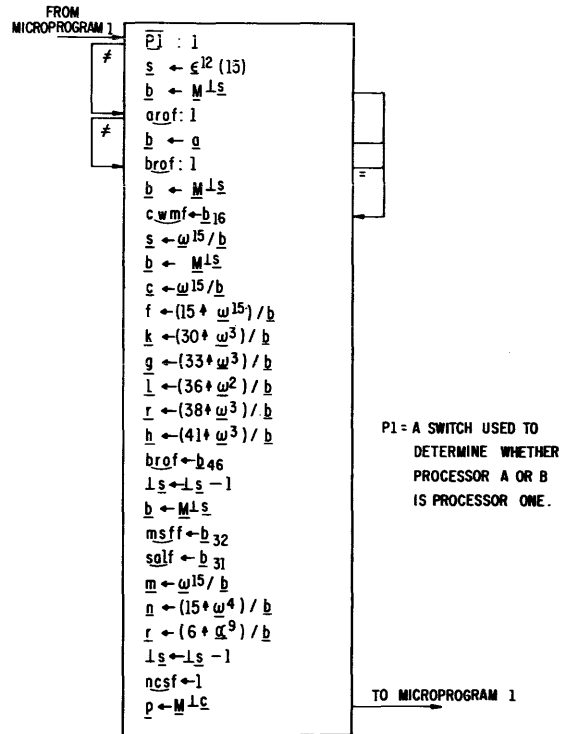 FROM
MICROPROGRAM 1
P1 : 1
s ← ϵ¹² (15)
b ← M⊥s
arof: 1
b ← a
brof: 1
b ← M⊥s
cwmf←b₁₆
s ← ω¹⁵/b
b ← M⊥s
c ← ω¹⁵/b
f ← (15 ↑ ω¹⁵) / b
k ← (30 ↑ ω³) / b
g ← (33 ↑ ω³) / b
l ← (36 ↑ ω²) / b
r ← (38 ↑ ω³) / b
h ← (41 ↑ ω³) / b
brof ← b₄₆
⊥s ← ⊥s − 1
b ← M⊥s
msff ← b₃₂
salf ← b₃₁
m ← ω¹⁵/ b
n ← (15 ↑ ω⁴) / b
r ← (6 ↑ α⁹) / b
⊥s ← ⊥s − 1
ncsf ← 1
p ← M⊥c
≠
≠
=
P1 = A SWITCH USED TO
DETERMINE WHETHER
PROCESSOR A OR B
IS PROCESSOR ONE.
TO MICROPROGRAM 1